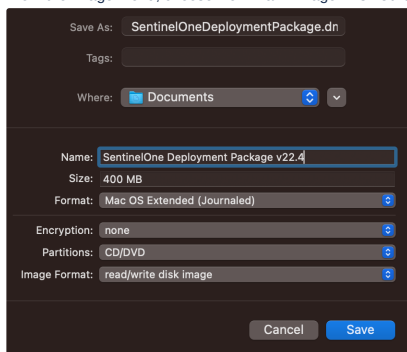 Save As: SentinelOneDeploymentPackage.dn
Tags:
Where: Documents
Name: SentinelOne Deployment Package v22.4
Size: 400 MB
Format: Mac OS Extended (Journaled)
Encryption: none
Partitions: CD/DVD
Image Format: read/write disk image
Cancel Save